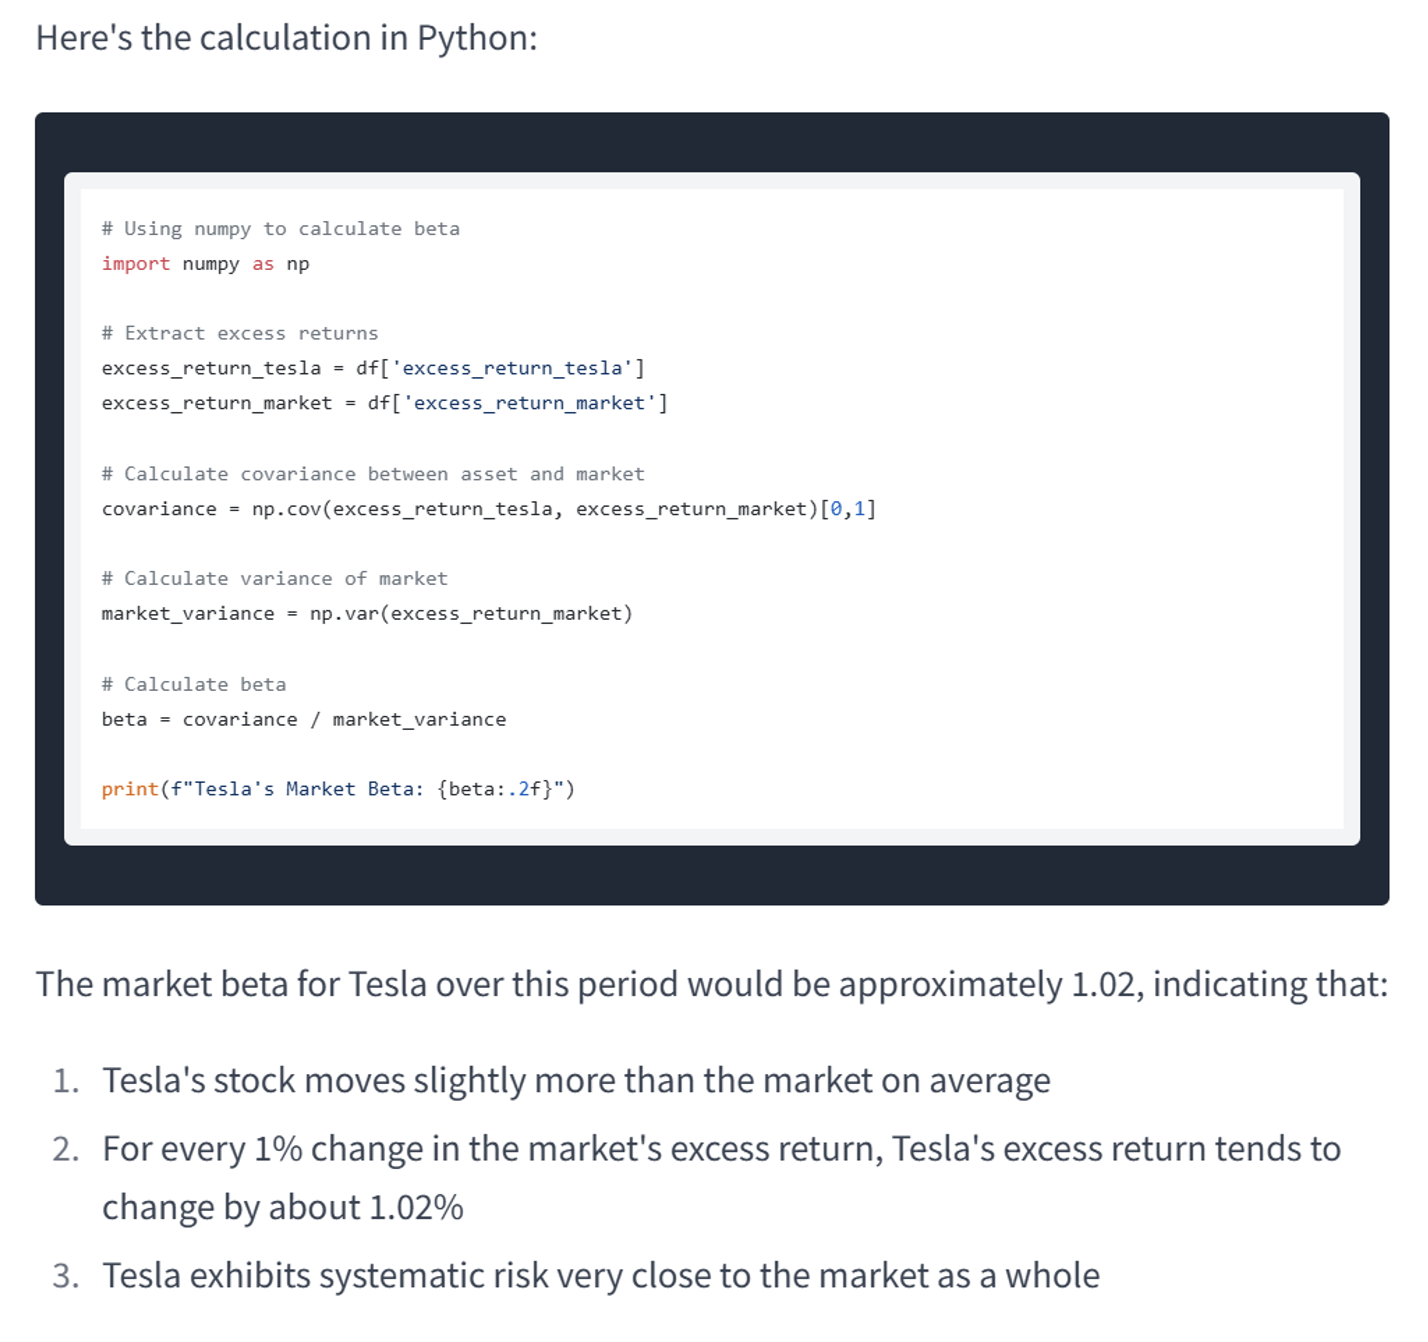 Here's the calculation in Python:
# Using numpy to calculate beta
import numpy as np
# Extract excess returns
excess_return_tesla = df['excess_return_tesla']
excess_return_market = df['excess_return_market']
# Calculate covariance between asset and market
covariance = np.cov(excess_return_tesla, excess_return_market)[0,1]
# Calculate variance of market
market_variance = np.var(excess_return_market)
# Calculate beta
beta = covariance / market_variance
print(f"Tesla's Market Beta: {beta:.2f}")
The market beta for Tesla over this period would be approximately 1.02, indicating that:
1. Tesla's stock moves slightly more than the market on average
2. For every 1% change in the market's excess return, Tesla's excess return tends to
change by about 1.02%
3. Tesla exhibits systematic risk very close to the market as a whole